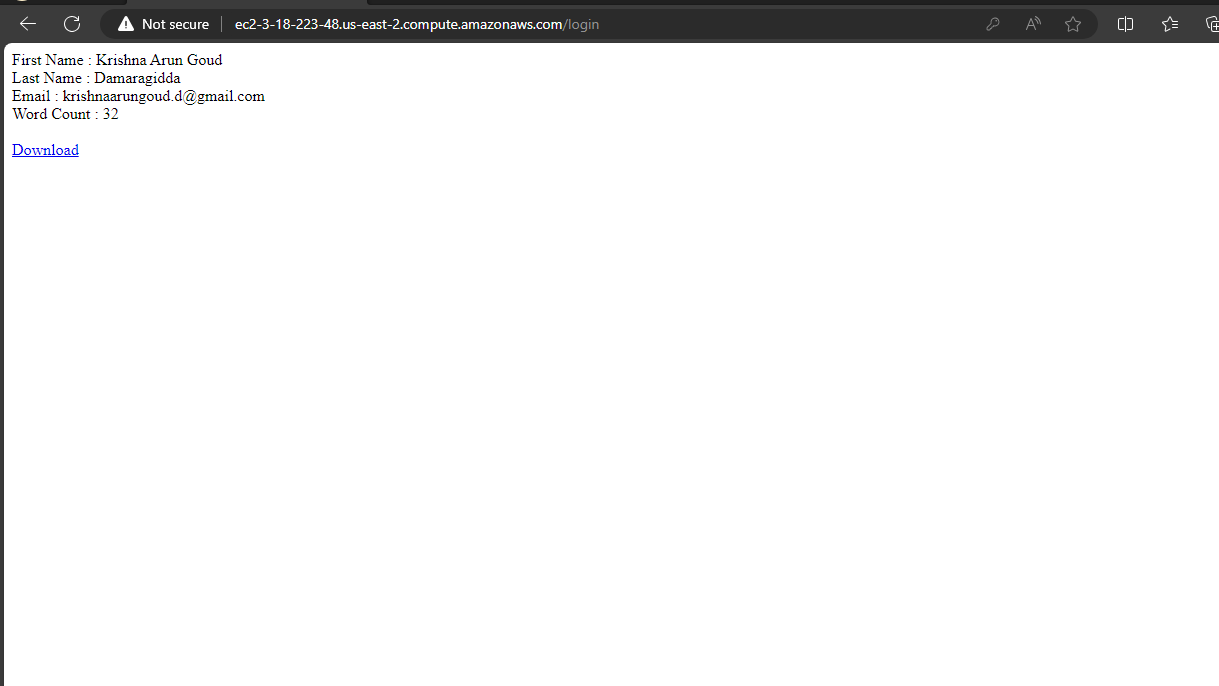 Not secure
ec2-3-18-223-48.us-east-2.compute.amazonaws.com/login
First Name : Krishna Arun Goud
Last Name : Damaragidda
Email : krishnaarungoud.d@gmail.com
Word Count : 32
Download